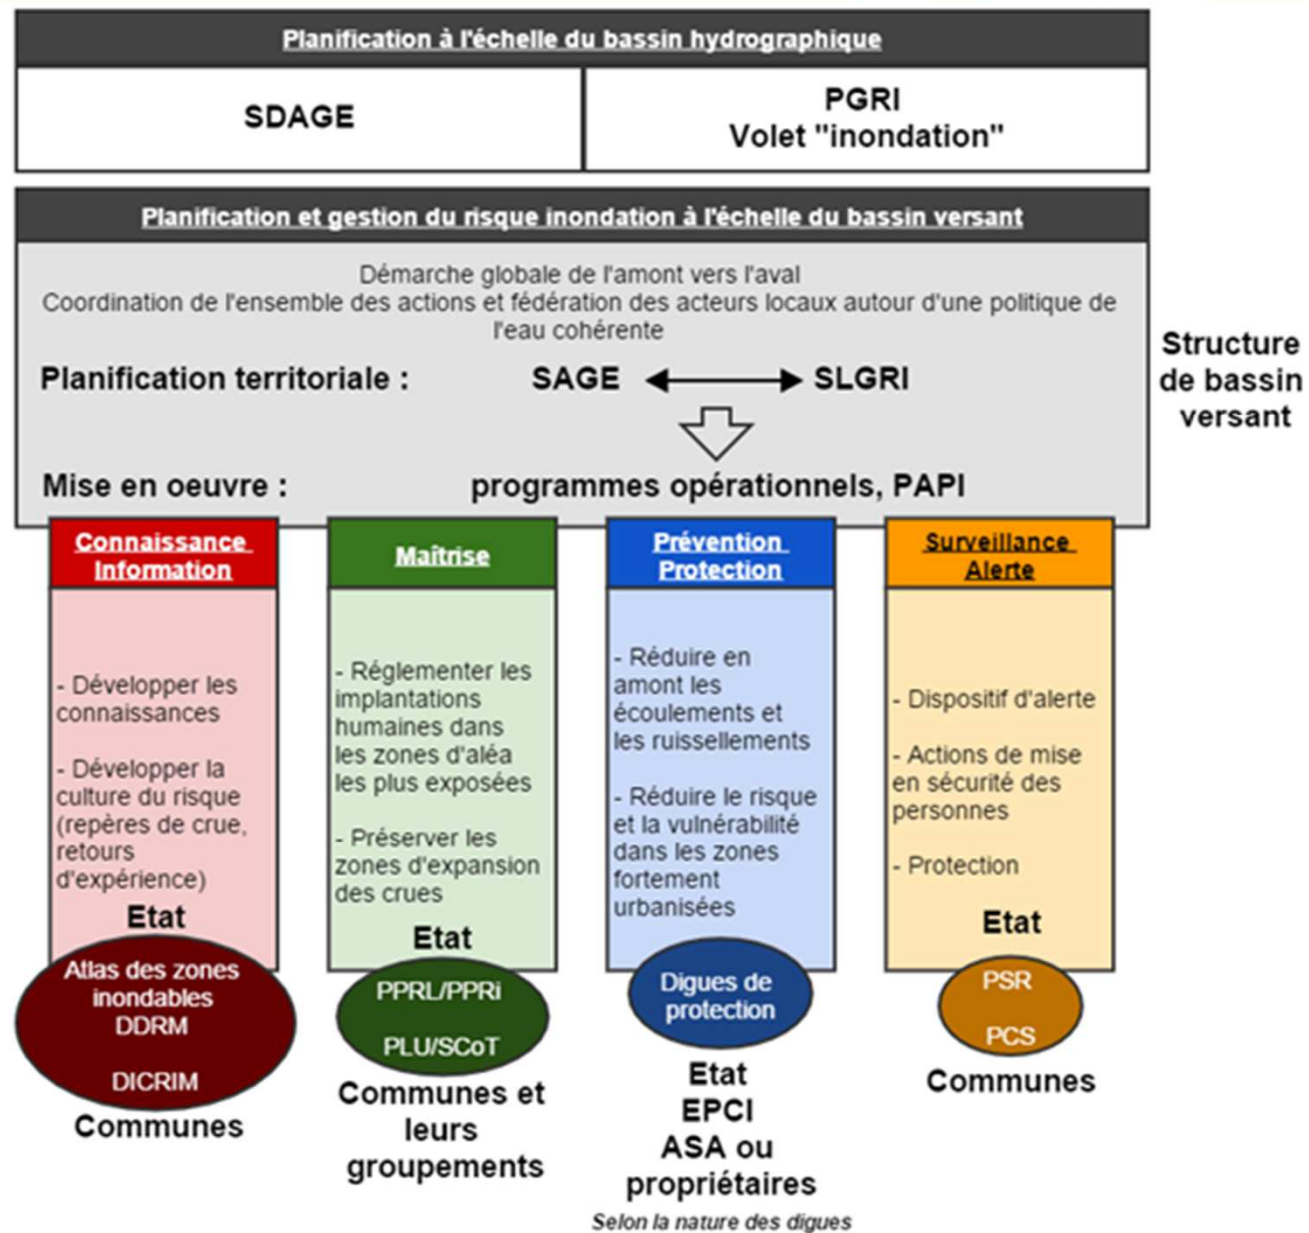 Planification à l'échelle du bassin hydrographique
SDAGE
PGRI
Volet "inondation"
Planification et gestion du risque inondation à l'échelle du bassin versant
Démarche globale de l'amont vers l'aval
Coordination de l'ensemble des actions et fédération des acteurs locaux autour d'une politique de
l'eau cohérente
Planification territoriale : SAGE SLGRI
Mise en oeuvre : programmes opérationnels, PAPI
Structure
de bassin
versant
Connaissance
Information
- Développer les
connaissances
- Développer la
culture du risque
(repères de crue,
retours
d'expérience)
Etat
Atlas des zones
inondables
DDRM
DICRIM
Communes
Maîtrise
- Réglementer les
implantations
humaines dans
les zones d'aléa
les plus exposées
- Préserver les
zones d'expansion
des crues
Etat
PPRL/PPRi
PLU/SCoT
Communes et
leurs
groupements
Prévention
Protection
- Réduire en
amont les
écoulements et
les ruissellements
- Réduire le risque
et la vulnérabilité
dans les zones
fortement
urbanisées
Digues de
protection
Etat
EPCI
ASA ou
propriétaires
Selon la nature des digues
Surveillance
Alerte
- Dispositif d'alerte
- Actions de mise
en sécurité des
personnes
- Protection
Etat
PSR
PCS
Communes